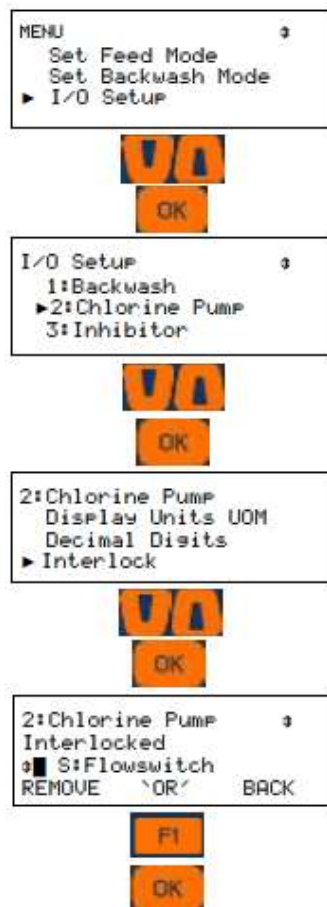 MENU
Set Feed Mode
Set Backwash Mode
► I/O Setup
OK
I/O Setup
1:Backwash
►2:Chlorine Pump
3:Inhibitor
OK
2:Chlorine Pump
Display Units UOM
Decimal Digits
► Interlock
OK
2:Chlorine Pump
Interlocked
S:Flowswitch
REMOVE `OR´ BACK
F1
OK